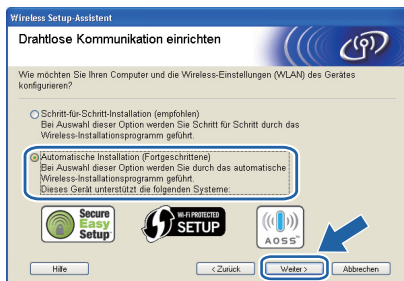 Wireless Setup-Assistent
Drahtlose Kommunikation einrichten
Wie möchten Sie Ihren Computer und die Wireless-Einstellungen (WLAN) des Gerätes
konfigurieren?
Schritt-für-Schritt-Installation (empfohlen)
Bei Auswahl dieser Option werden Sie Schritt für Schritt durch das
Wireless-Installationsprogramm geführt.
Automatische Installation (Fortgeschrittene)
Bei Auswahl dieser Option werden Sie durch das automatische
Wireless-Installationsprogramm geführt.
Dieses Gerät unterstützt die folgenden Systeme:
Secure
Easy
Setup
WI-FI PROTECTED
SETUP
AOSS
Hilfe
< Zurück
Weiter >
Abbrechen